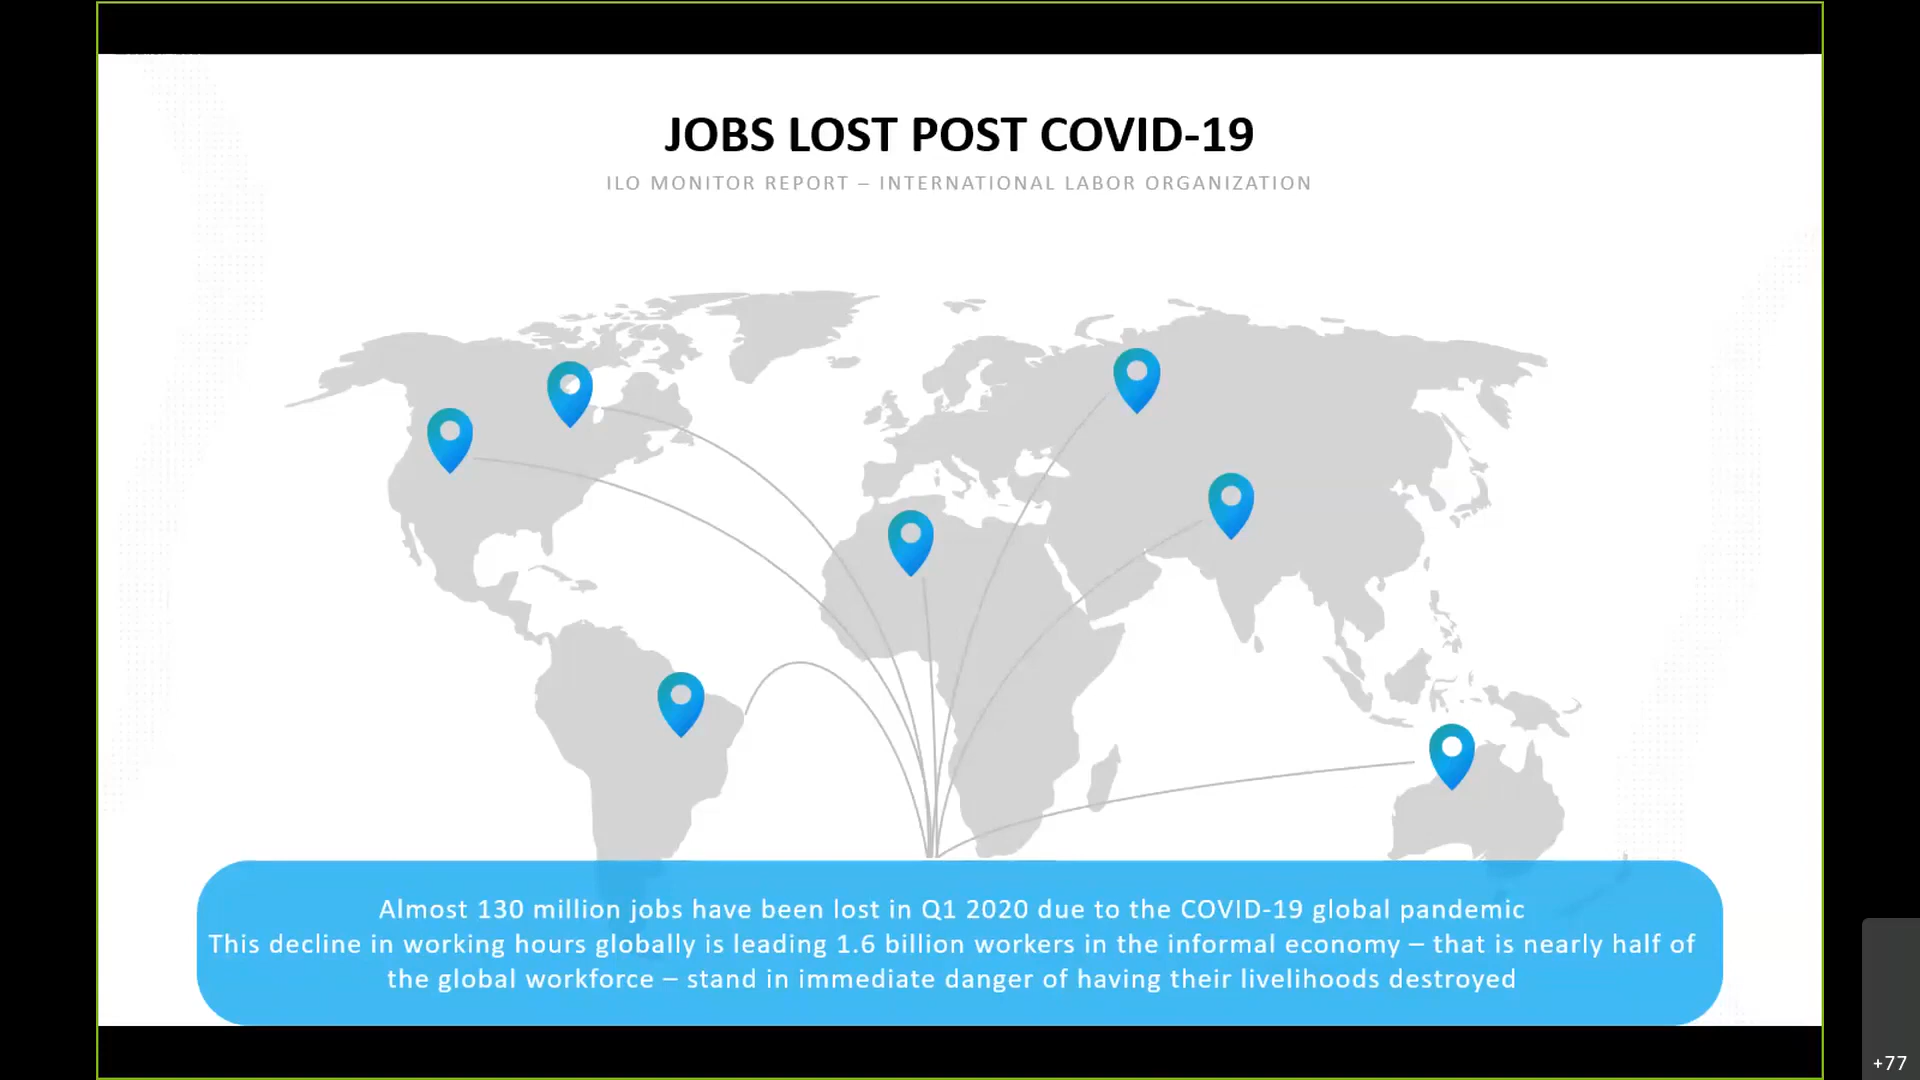 JOBS LOST POST COVID-19
ILO MONITOR REPORT – INTERNATIONAL LABOR ORGANIZATION
Almost 130 million jobs have been lost in Q1 2020 due to the COVID-19 global pandemic
This decline in working hours globally is leading 1.6 billion workers in the informal economy – that is nearly half of
the global workforce – stand in immediate danger of having their livelihoods destroyed
+77